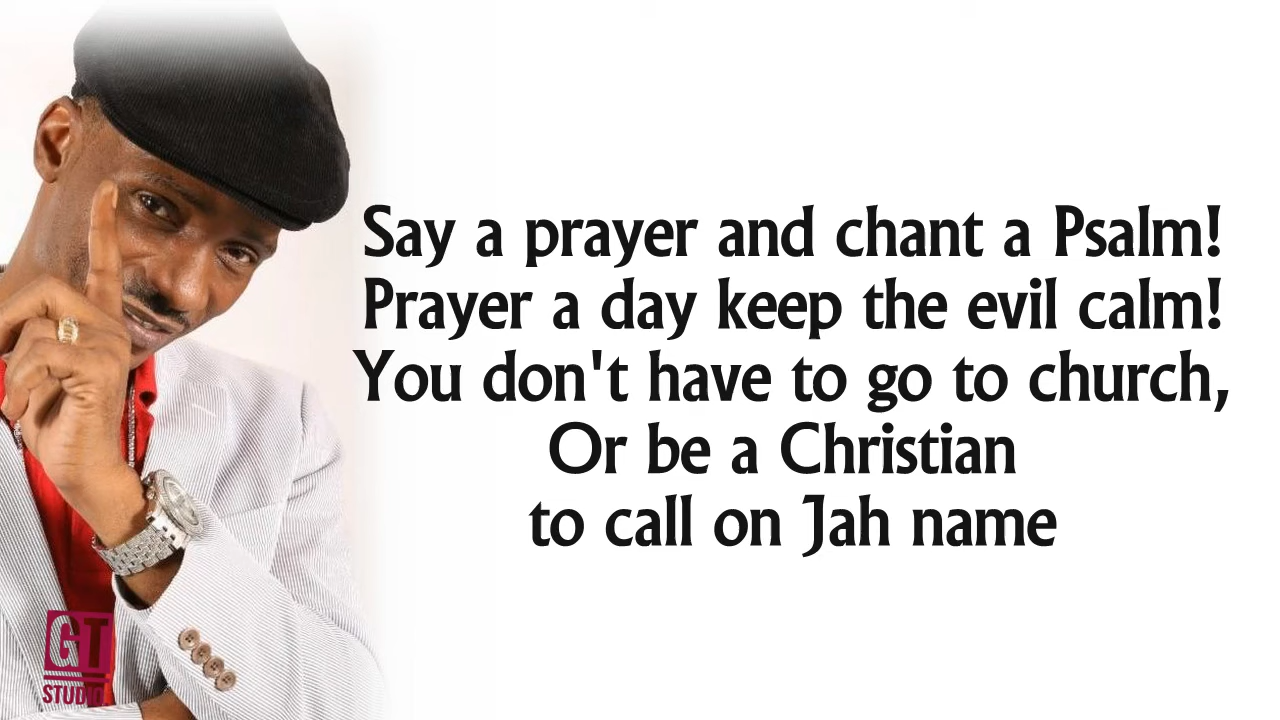 Say a prayer and chant a Psalm!
Prayer a day keep the evil calm!
You don't have to go to church,
Or be a Christian
to call on Jah name
GT
STUDIO